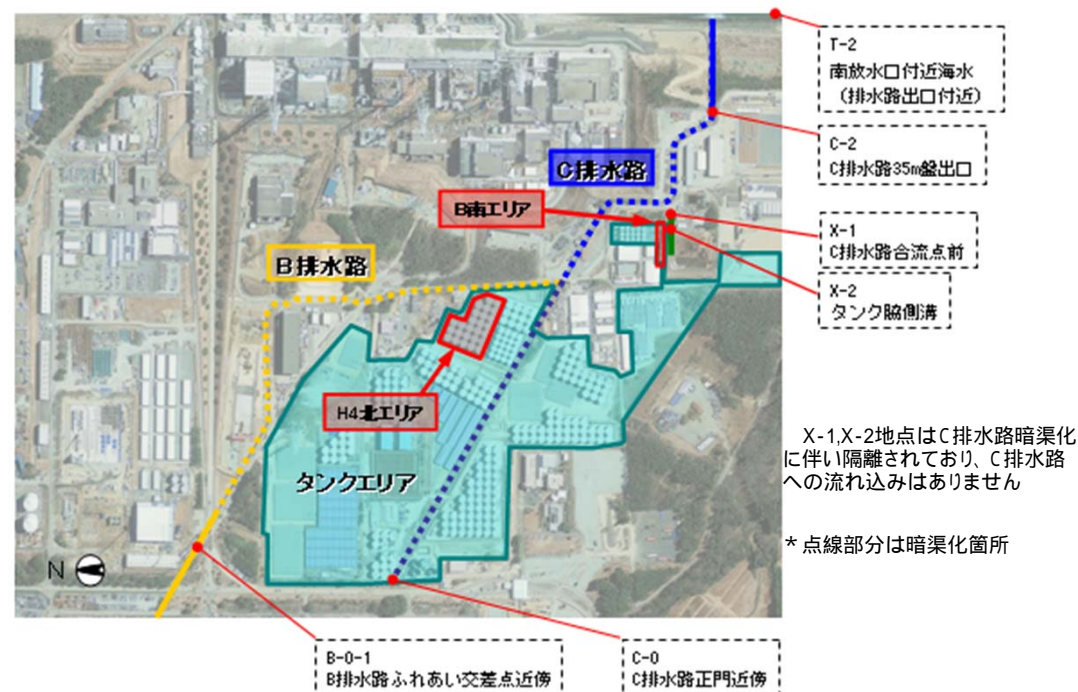 T-2
南放水口付近海水
（排水路出口付近）
C-2
C排水路35m盤出口
C排水路
B南エリア
X-1
C排水路合流点前
B排水路
X-2
タンク脇側溝
H4北エリア
X-1,X-2地点はC排水路暗渠化
に伴い隔離されており、C排水路
への流れ込みはありません
タンクエリア
*点線部分は暗渠化箇所
N
B-0-1
B排水路ふれあい交差点近傍
C-0
C排水路正門近傍